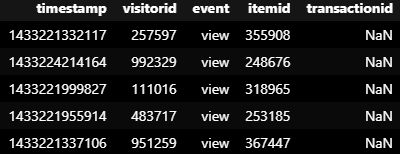 timestamp visitorid event itemid transactionid
1433221332117 257597 view 355908 NaN
1433224214164 992329 view 248676 NaN
1433221999827 111016 view 318965 NaN
1433221955914 483717 view 253185 NaN
1433221337106 951259 view 367447 NaN